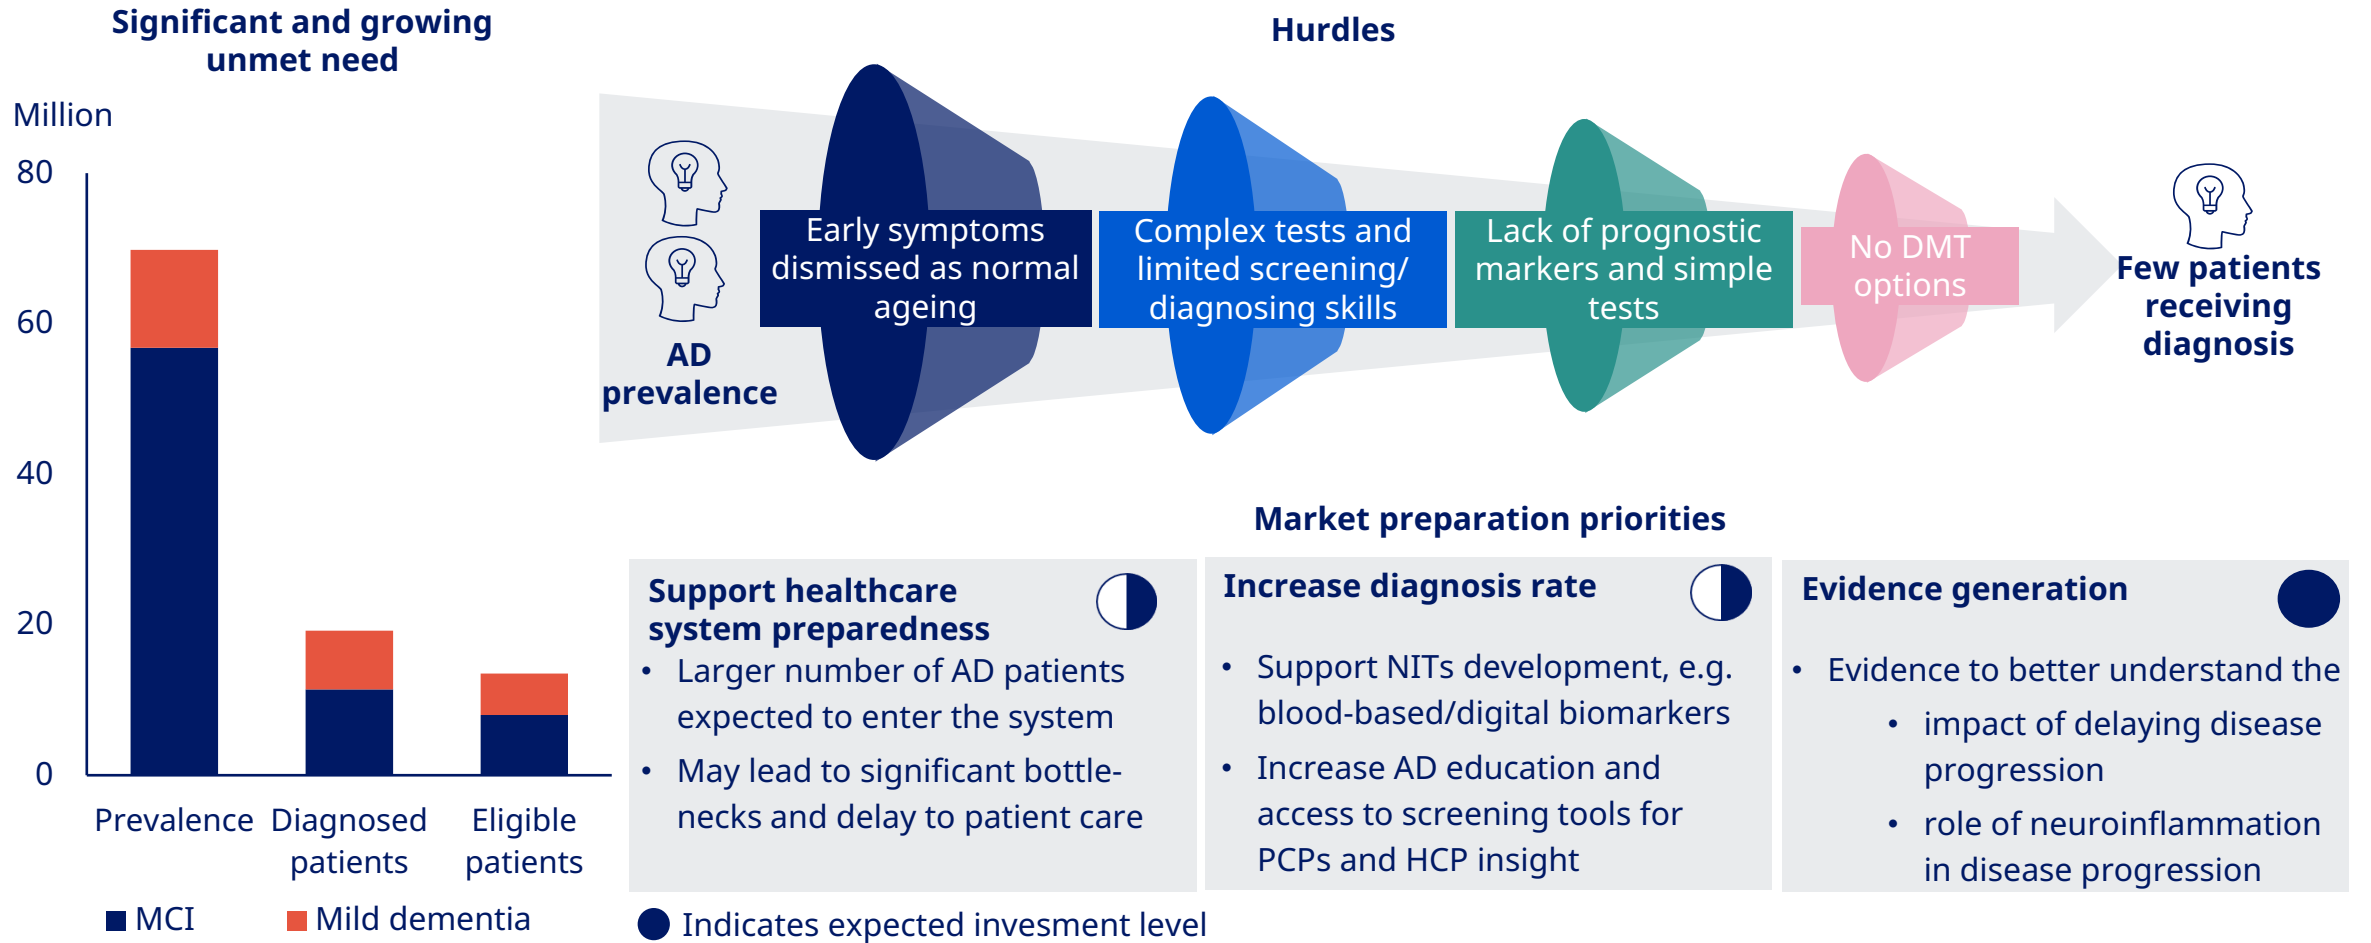 Significant and growing
unmet need
Million
80
60
40
20
0
Prevalence
Diagnosed
patients
Eligible
patients
MCI
Mild dementia
Hurdles
AD
prevalence
Early symptoms
dismissed as normal
ageing
Complex tests and
limited screening/
diagnosing skills
Lack of prognostic
markers and simple
tests
No DMT
options
Few patients
receiving
diagnosis
Market preparation priorities
Support healthcare
system preparedness
• Larger number of AD patients
expected to enter the system
• May lead to significant bottle-
necks and delay to patient care
Increase diagnosis rate
• Support NITs development, e.g.
blood-based/digital biomarkers
• Increase AD education and
access to screening tools for
PCPs and HCP insight
Evidence generation
• Evidence to better understand the
• impact of delaying disease
progression
• role of neuroinflammation
in disease progression
Indicates expected invesment level